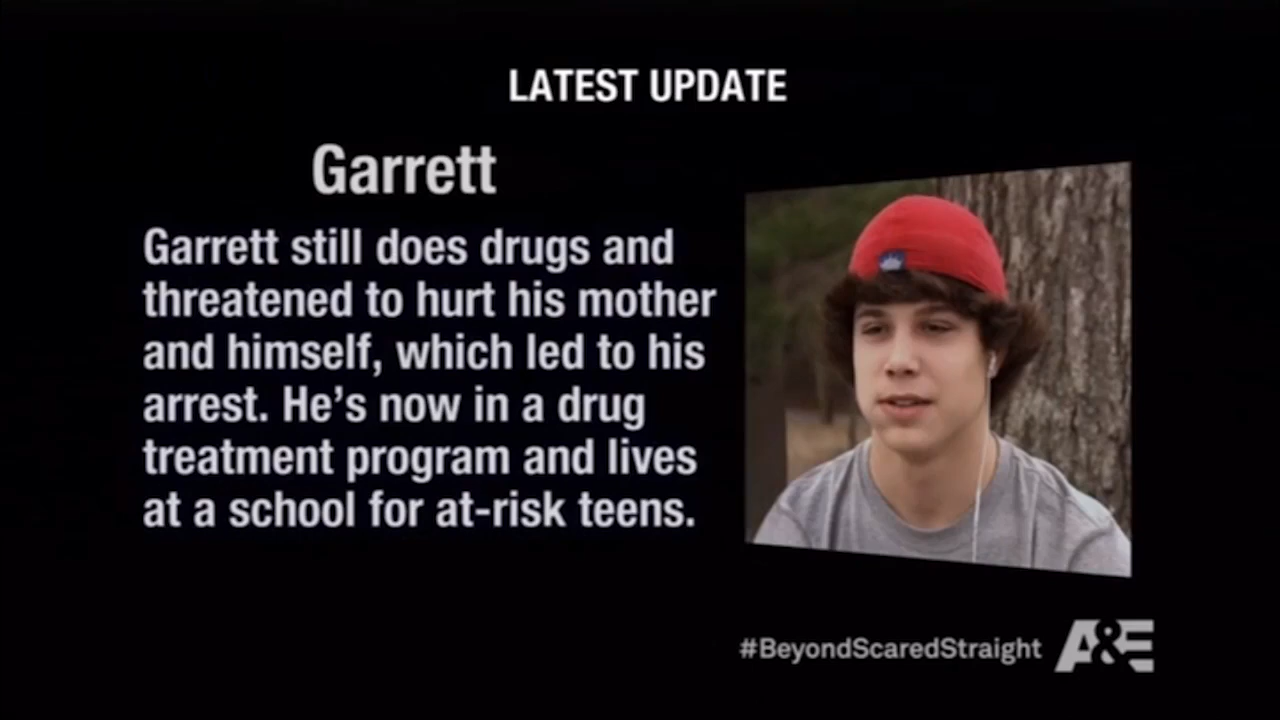 LATEST UPDATE
Garrett
Garrett still does drugs and
threatened to hurt his mother
and himself, which led to his
arrest. He’s now in a drug
treatment program and lives
at a school for at-risk teens.
#BeyondScaredStraight A&E